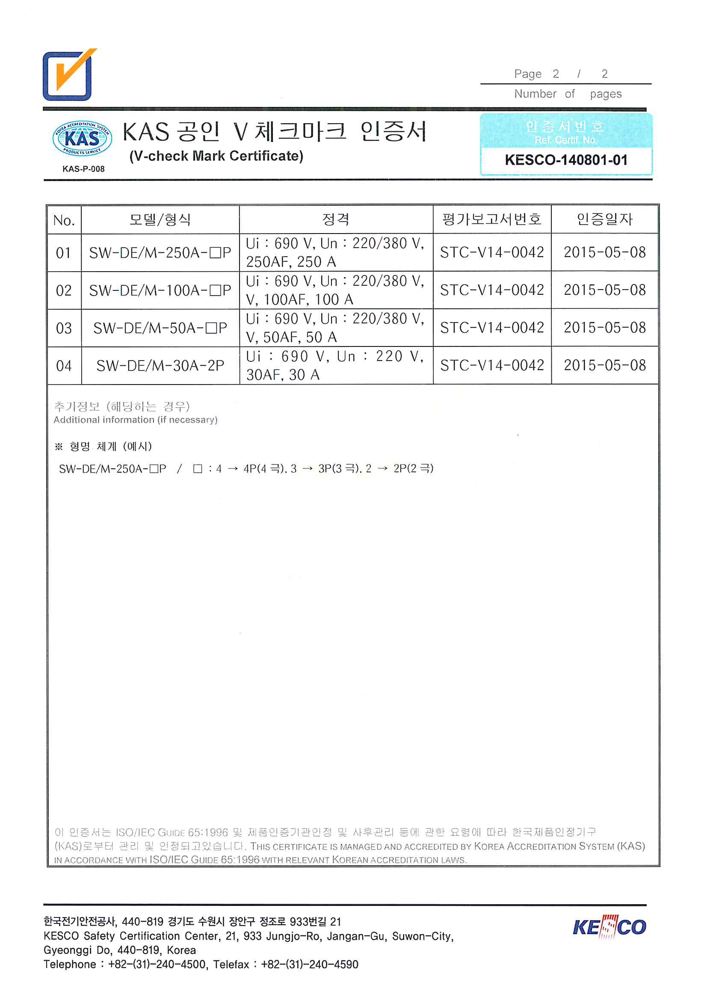 Page 2 / 2
Number of pages
KOREA ACCREDITATION SYSTEM
KAS
PRODUCTS SERVICE
KAS-P-008
KAS 공인 V 체크마크 인증서
(V-check Mark Certificate)
인증서번호
Ref. Certif. No.
KESCO-140801-01
No. 모델/형식 정격 평가보고서번호 인증일자
01 SW-DE/M-250A-□P Ui : 690 V, Un : 220/380 V, 250AF, 250 A STC-V14-0042 2015-05-08
02 SW-DE/M-100A-□P Ui : 690 V, Un : 220/380 V, V, 100AF, 100 A STC-V14-0042 2015-05-08
03 SW-DE/M-50A-□P Ui : 690 V, Un : 220/380 V, V, 50AF, 50 A STC-V14-0042 2015-05-08
04 SW-DE/M-30A-2P Ui : 690 V, Un : 220 V, 30AF, 30 A STC-V14-0042 2015-05-08
추가정보 (해당하는 경우)
Additional information (if necessary)
※ 형명 체계 (예시)
SW-DE/M-250A-□P / □ : 4 → 4P(4 극), 3 → 3P(3 극), 2 → 2P(2 극)
이 인증서는 ISO/IEC GUIDE 65:1996 및 제품인증기관인정 및 사후관리 등에 관한 요령에 따라 한국제품인정기구
(KAS)로부터 관리 및 인정되고있습니다. THIS CERTIFICATE IS MANAGED AND ACCREDITED BY KOREA ACCREDITATION SYSTEM (KAS)
IN ACCORDANCE WITH ISO/IEC GUIDE 65:1996 WITH RELEVANT KOREAN ACCREDITATION LAWS.
한국전기안전공사, 440-819 경기도 수원시 장안구 정조로 933번길 21
KESCO Safety Certification Center, 21, 933 Jungjo-Ro, Jangan-Gu, Suwon-City,
Gyeonggi Do, 440-819, Korea
Telephone : +82-(31)-240-4500, Telefax : +82-(31)-240-4590
KESCO